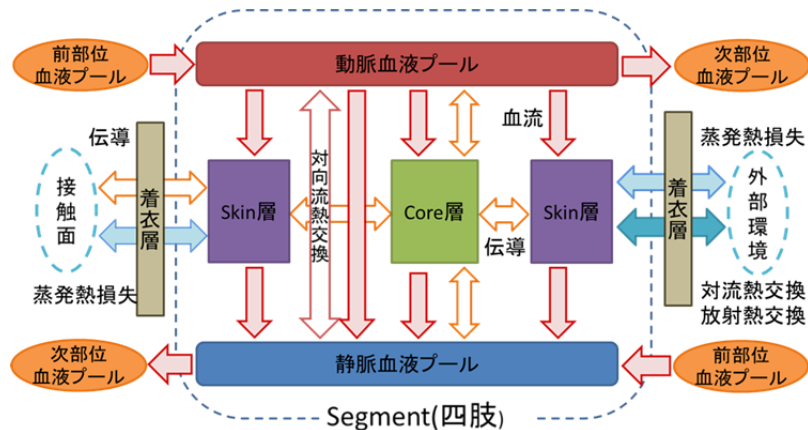 前部位
血液プール
動脈血液プール
次部位
血液プール
伝導
血流
蒸発熱損失
接触面
着衣層
Skin層
対向流熱交換
Core層
伝導
Skin層
着衣層
外部環境
蒸発熱損失
対流熱交換
放射熱交換
次部位
血液プール
静脈血液プール
前部位
血液プール
Segment(四肢)